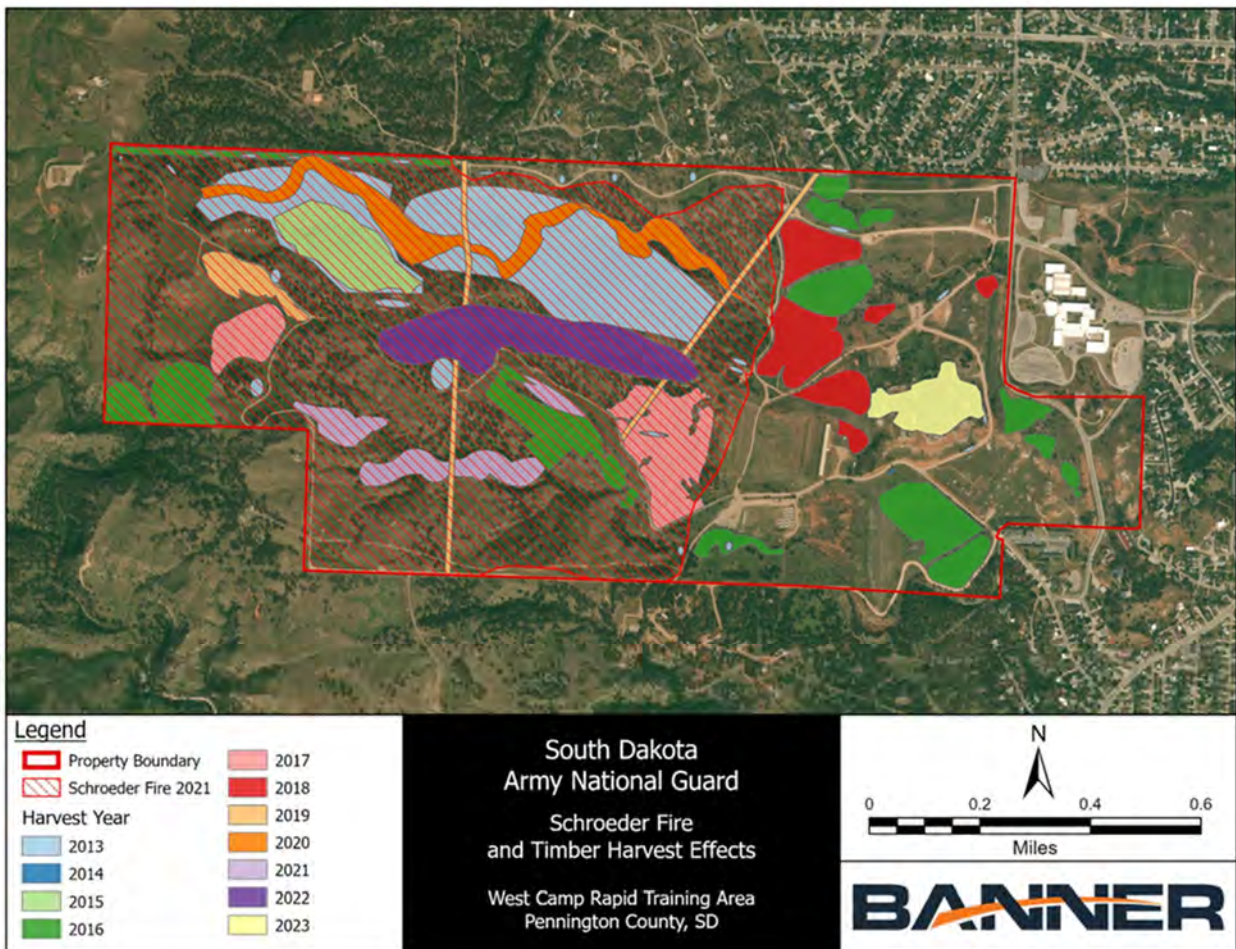 Legend
Property Boundary
Schroeder Fire 2021
Harvest Year
2013
2014
2015
2016
2017
2018
2019
2020
2021
2022
2023
South Dakota
Army National Guard
Schroeder Fire
and Timber Harvest Effects
West Camp Rapid Training Area
Pennington County, SD
N
0 0.2 0.4 0.6
Miles
BANNER